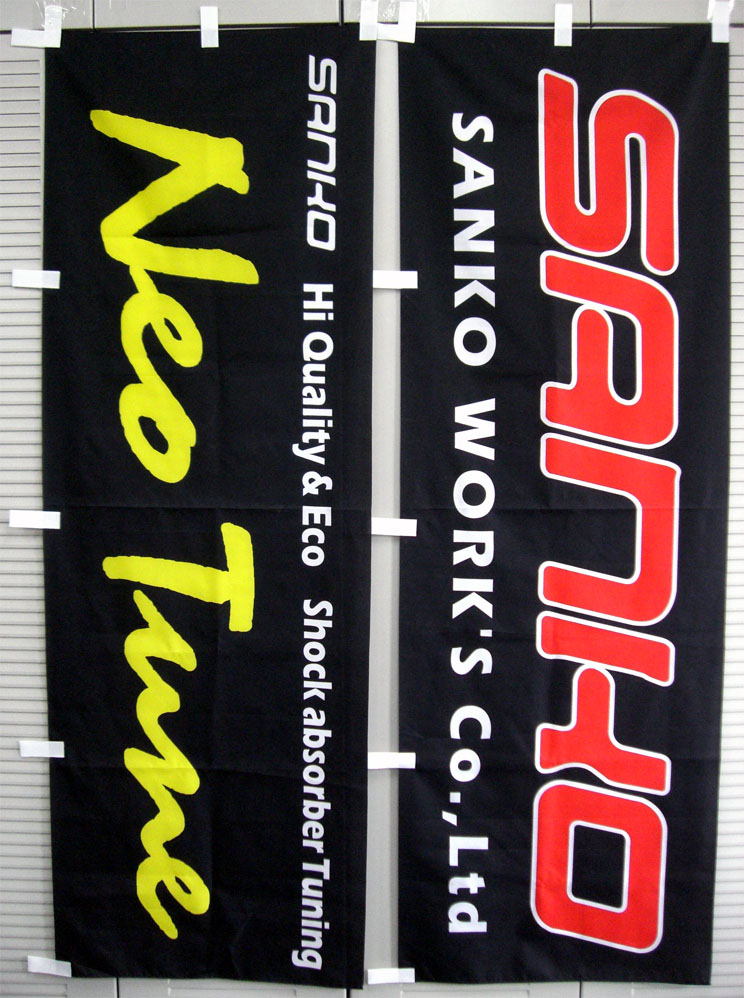 SANKO Hi Quality & Eco Shock absorber Tuning
Neo Tune
SANKO
SANKO WORK'S Co.,Ltd